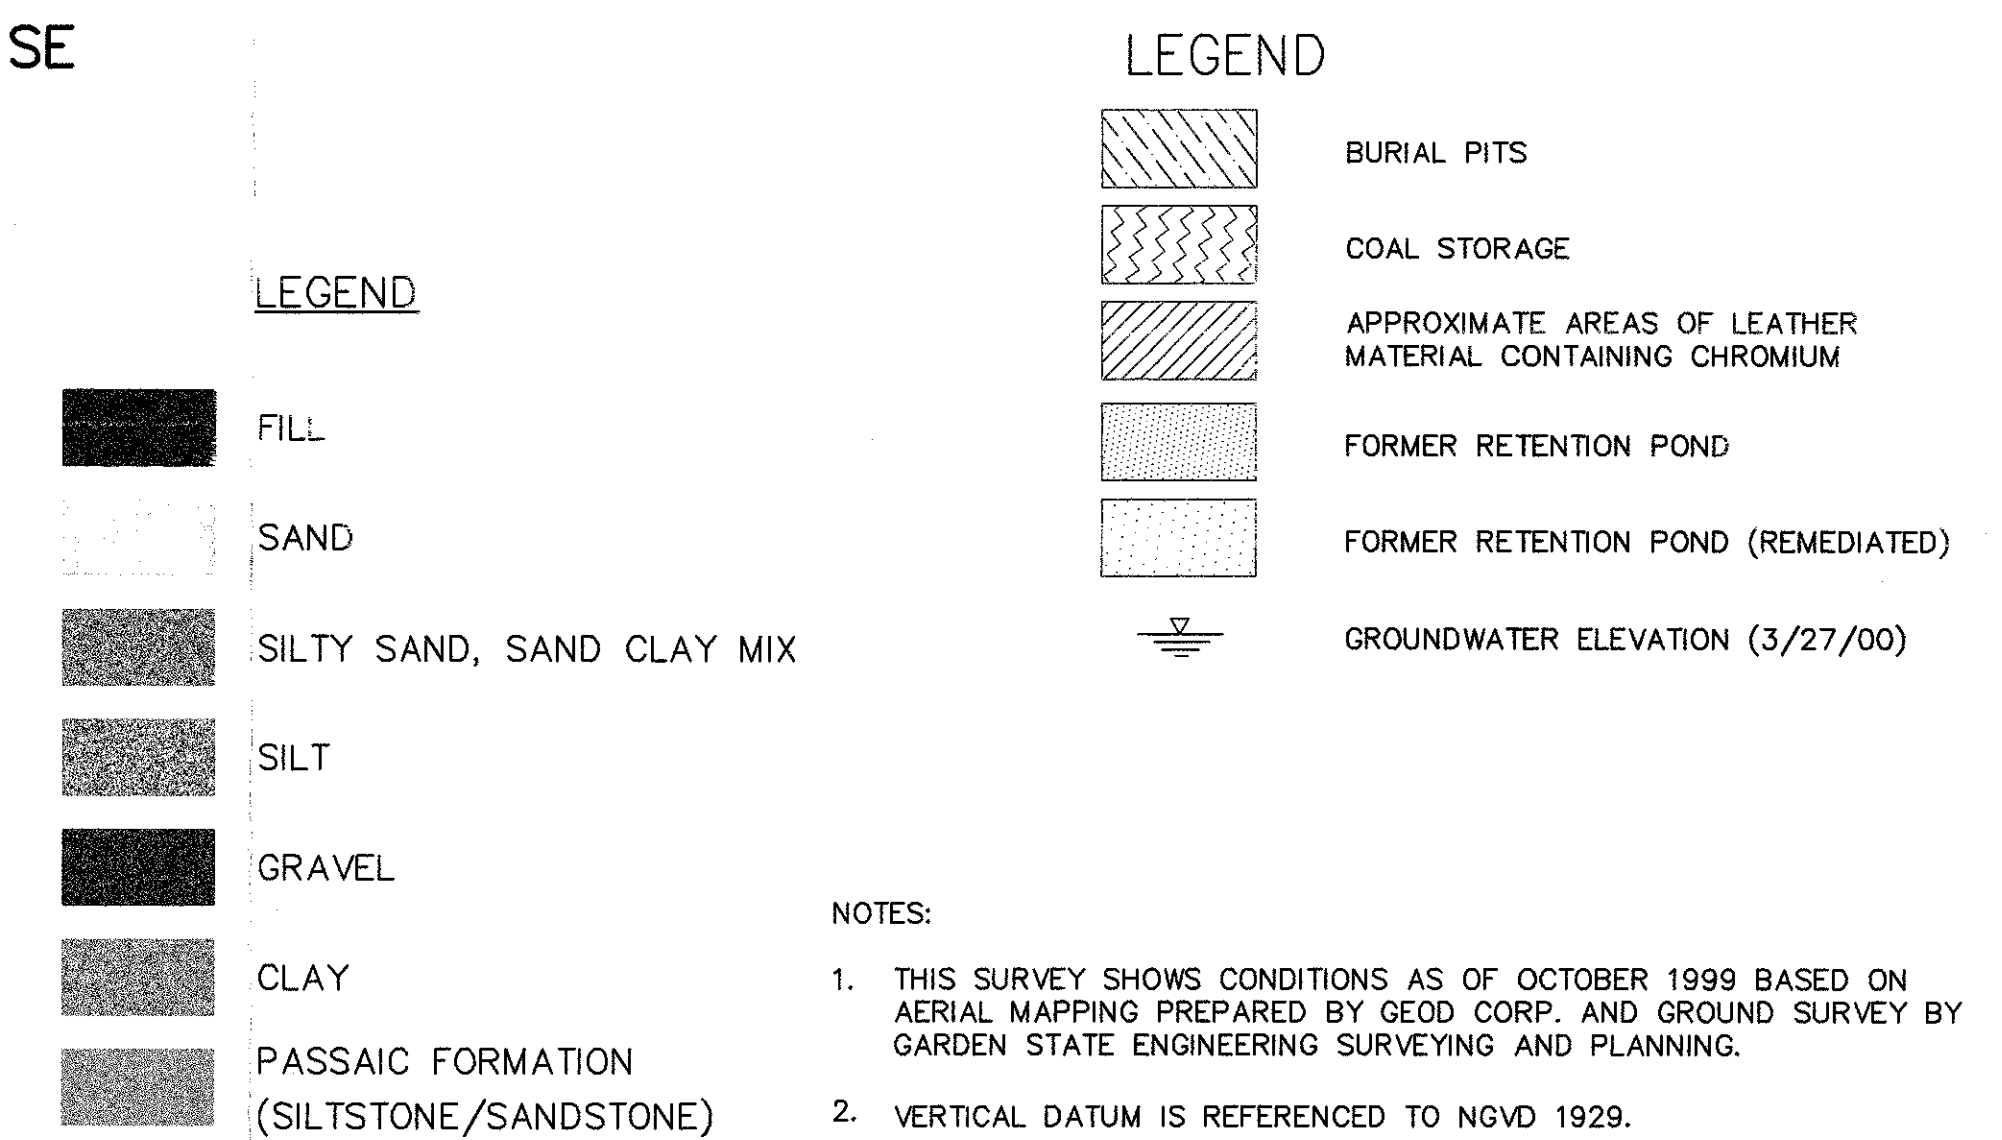 SE
LEGEND
FILL
SAND
SILTY SAND, SAND CLAY MIX
SILT
GRAVEL
CLAY
PASSAIC FORMATION
(SILTSTONE/SANDSTONE)
LEGEND
BURIAL PITS
COAL STORAGE
APPROXIMATE AREAS OF LEATHER
MATERIAL CONTAINING CHROMIUM
FORMER RETENTION POND
FORMER RETENTION POND (REMEDIATED)
GROUNDWATER ELEVATION (3/27/00)
NOTES:
1. THIS SURVEY SHOWS CONDITIONS AS OF OCTOBER 1999 BASED ON
AERIAL MAPPING PREPARED BY GEOD CORP. AND GROUND SURVEY BY
GARDEN STATE ENGINEERING SURVEYING AND PLANNING.
2. VERTICAL DATUM IS REFERENCED TO NGVD 1929.